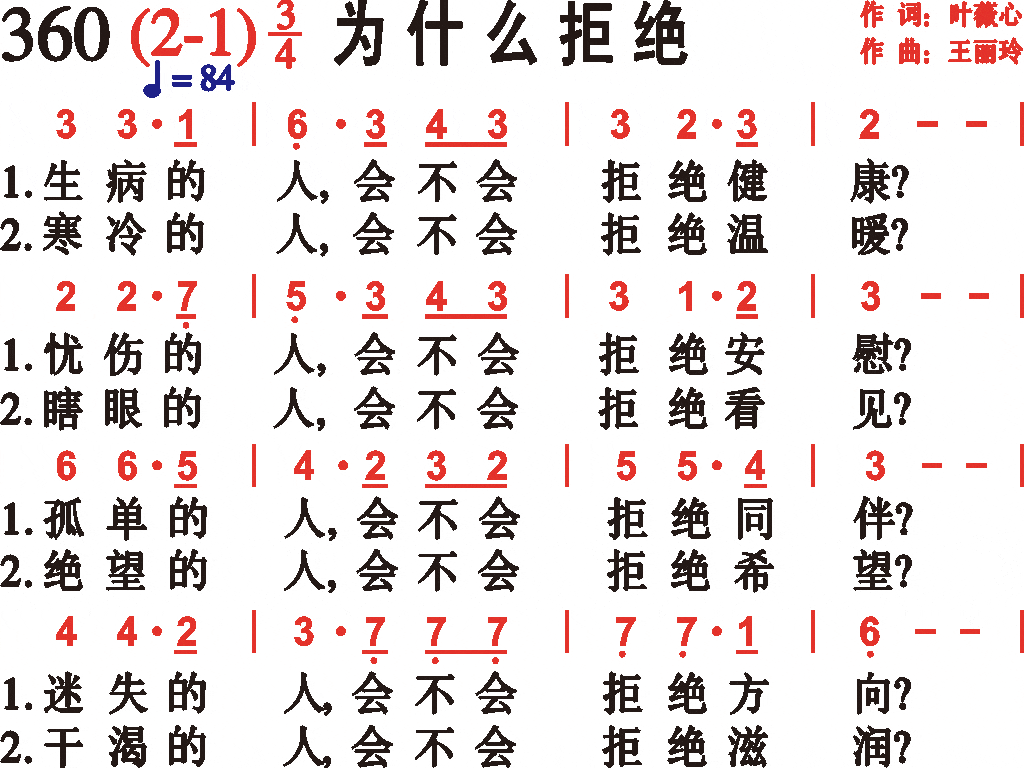 360 (2-1) 3/4 为什么拒绝
作 词：叶薇心
作 曲：王丽玲
♩= 84
3 3·1 | 6 ·3 4 3 | 3 2·3 | 2 - - |
1.生病的 人，会不会 拒绝健 康?
2.寒冷的 人，会不会 拒绝温 暖?
2 2·7 | 5 ·3 4 3 | 3 1·2 | 3 - - |
1.忧伤的 人，会不会 拒绝安 慰?
2.瞎眼的 人，会不会 拒绝看 见?
6 6·5 | 4 ·2 3 2 | 5 5·4 | 3 - - |
1.孤单的 人，会不会 拒绝同 伴?
2.绝望的 人，会不会 拒绝希 望?
4 4·2 | 3 ·7 7 7 | 7 7·1 | 6 - - |
1.迷失的 人，会不会 拒绝方 向?
2.干渴的 人，会不会 拒绝滋 润?